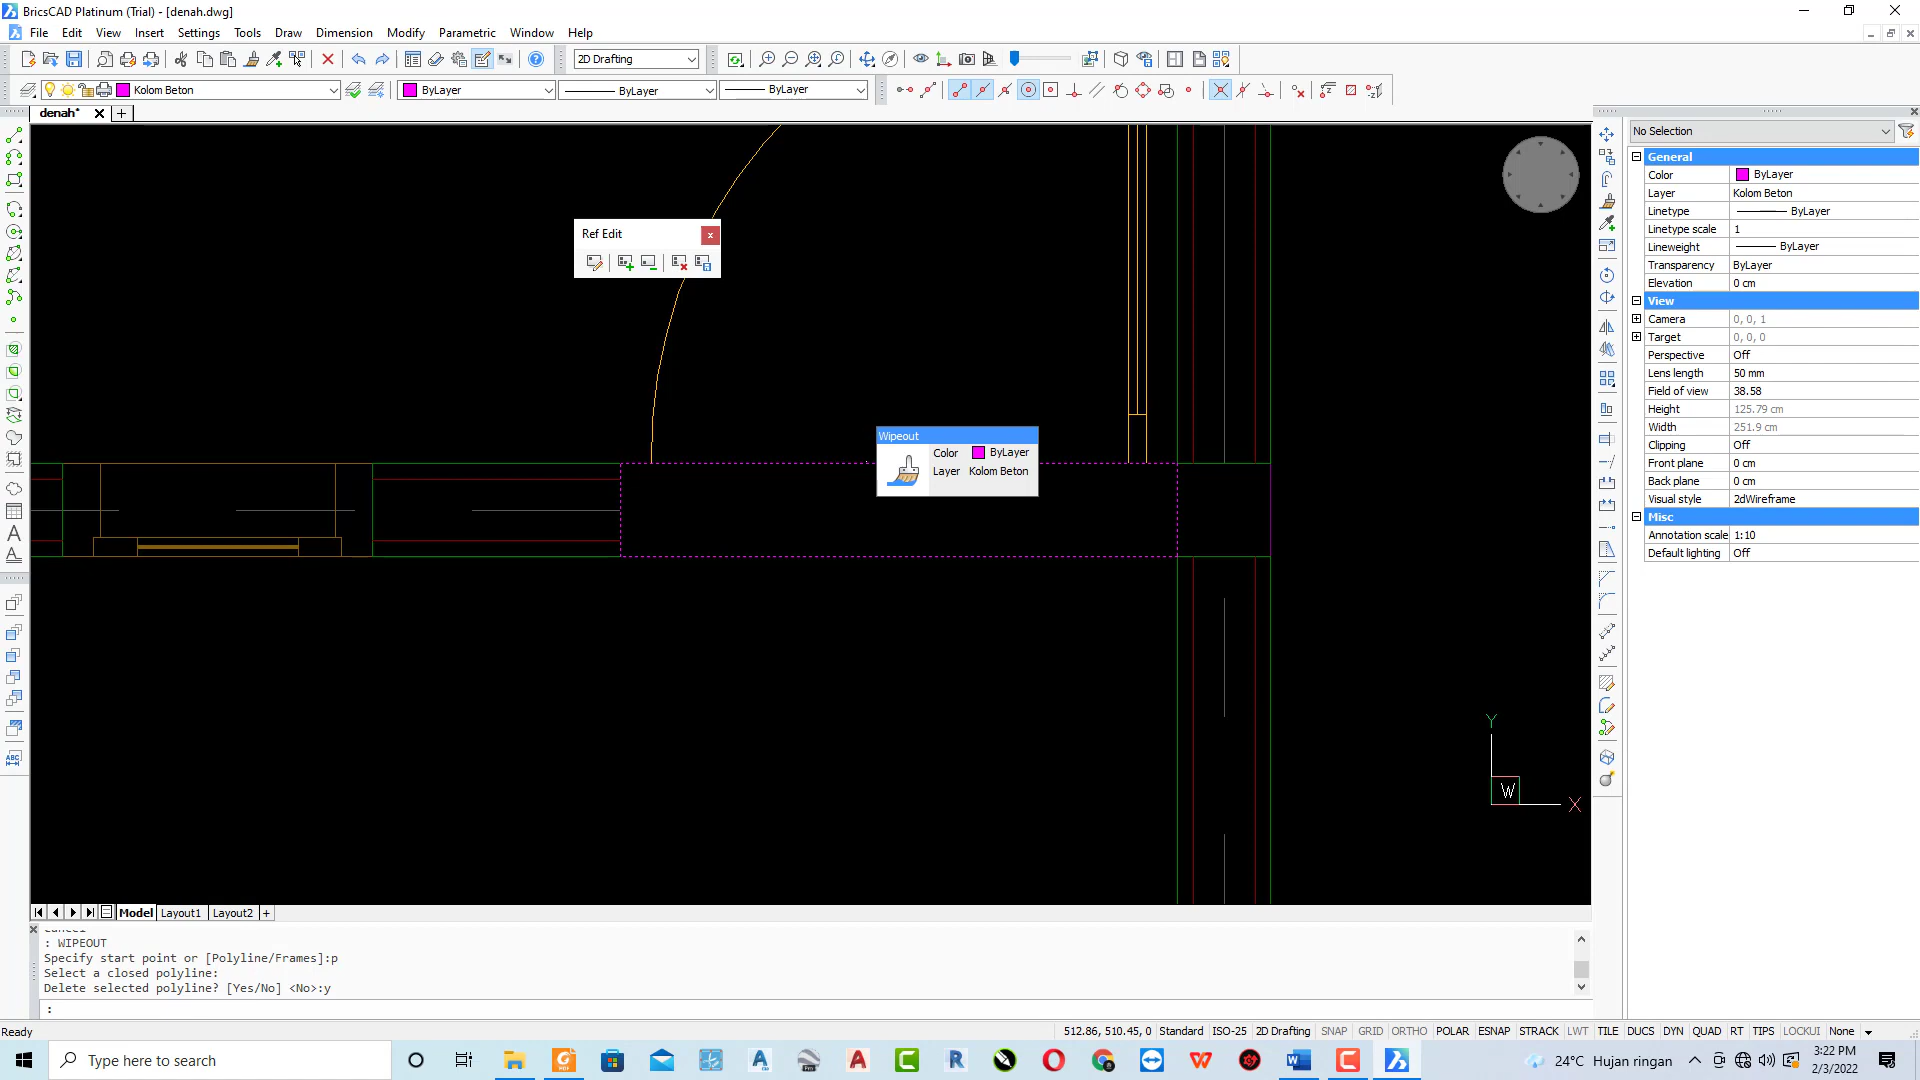 BricsCAD Platinum (Trial) - [denah.dwg]
File Edit View Insert Settings Tools Draw Dimension Modify Parametric Window Help
2D Drafting
Kolom Beton ByLayer ByLayer ByLayer
denah*
No Selection
General
Color ByLayer
Layer Kolom Beton
Linetype ByLayer
Linetype scale 1
Lineweight ByLayer
Transparency ByLayer
Elevation 0 cm
View
Camera 0, 0, 1
Target 0, 0, 0
Perspective Off
Lens length 50 mm
Field of view 38.58
Height 125.79 cm
Width 251.9 cm
Clipping Off
Front plane 0 cm
Back plane 0 cm
Visual style 2dWireframe
Misc
Annotation scale 1:10
Default lighting Off
Ref Edit
Wipeout
Color ByLayer
Layer Kolom Beton
Y
W
X
Model Layout1 Layout2
Cancel
: WIPEOUT
Specify start point or [Polyline/Frames]:p
Select a closed polyline:
Delete selected polyline? [Yes/No] <No>:y
:
Ready
512.86, 510.45, 0 Standard ISO-25 2D Drafting SNAP GRID ORTHO POLAR ESNAP STRACK LWT TILE DUCS DYN QUAD RT TIPS LOCKUI None
Type here to search
24°C Hujan ringan
3:22 PM
2/3/2022